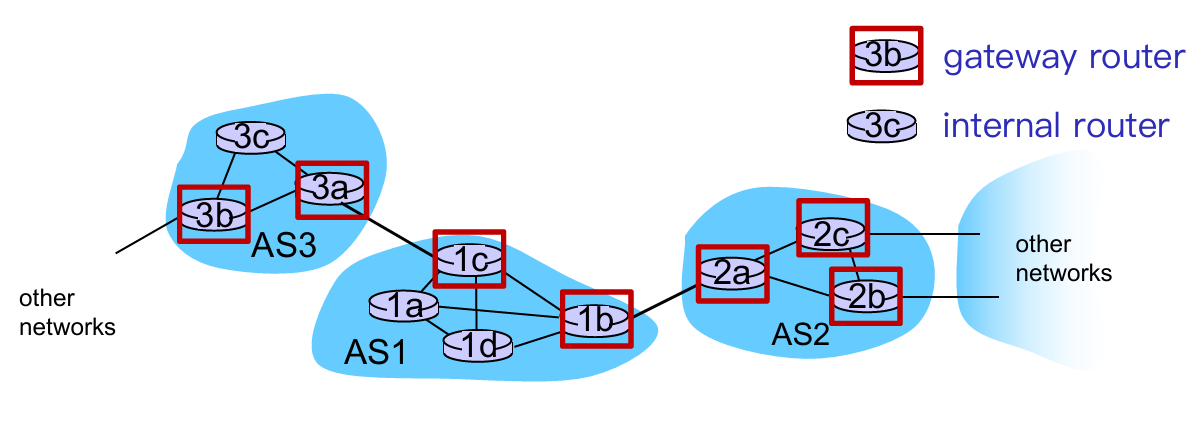 3b
gateway router
3c
internal router
3c
3a
3b
AS3
other
networks
1c
1a
1b
1d
AS1
2c
2a
2b
AS2
other
networks